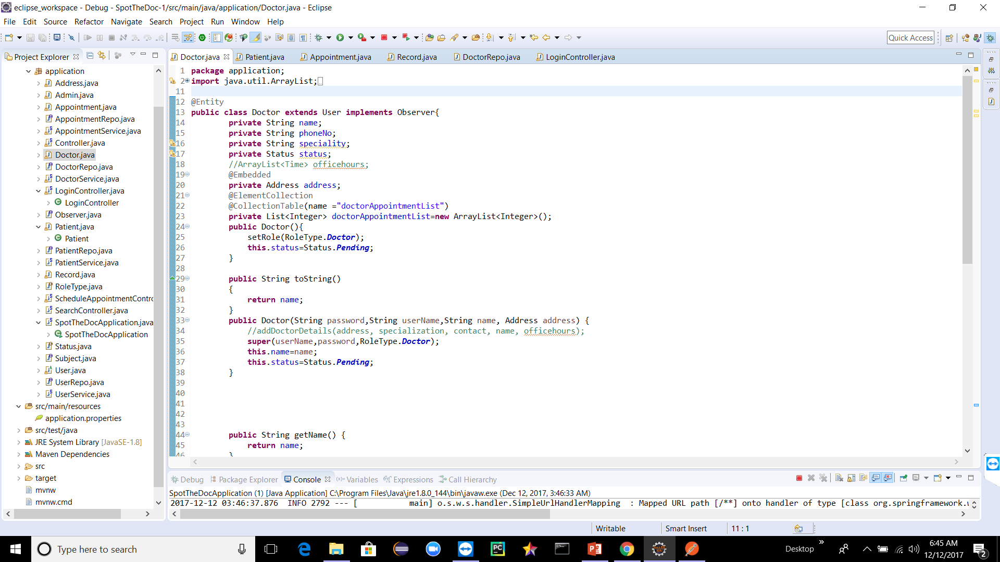 eclipse_workspace - Debug - SpotTheDoc-1/src/main/java/application/Doctor.java - Eclipse
File Edit Source Refactor Navigate Search Project Run Window Help
Quick Access
Project Explorer
application
Address.java
Admin.java
Appointment.java
AppointmentRepo.java
AppointmentService.java
Controller.java
Doctor.java
DoctorRepo.java
DoctorService.java
LoginController.java
LoginController
Observer.java
Patient.java
Patient
PatientRepo.java
PatientService.java
Record.java
RoleType.java
ScheduleAppointmentContro
SearchController.java
SpotTheDocApplication.java
SpotTheDocApplication
Status.java
Subject.java
User.java
UserRepo.java
UserService.java
src/main/resources
application.properties
src/test/java
JRE System Library [JavaSE-1.8]
Maven Dependencies
src
target
mvnw
mvnw.cmd
Doctor.java Patient.java Appointment.java Record.java DoctorRepo.java LoginController.java
1 package application;
2 import java.util.ArrayList;
11
12 @Entity
13 public class Doctor extends User implements Observer{
14 private String name;
15 private String phoneNo;
16 private String speciality;
17 private Status status;
18 //ArrayList<Time> officehours;
19 @Embedded
20 private Address address;
21 @ElementCollection
22 @CollectionTable(name ="doctorAppointmentList")
23 private List<Integer> doctorAppointmentList=new ArrayList<Integer>();
24 public Doctor(){
25 setRole(RoleType.Doctor);
26 this.status=Status.Pending;
27 }
28
29 public String toString()
30 {
31 return name;
32 }
33 public Doctor(String password,String userName,String name, Address address) {
34 //addDoctorDetails(address, specialization, contact, name, officehours);
35 super(userName,password,RoleType.Doctor);
36 this.name=name;
37 this.status=Status.Pending;
38 }
39
40
41
42
43
44 public String getName() {
45 return name;
46 }
Debug Package Explorer Console Variables Expressions Call Hierarchy
SpotTheDocApplication (1) [Java Application] C:\Program Files\Java\jre1.8.0_144\bin\javaw.exe (Dec 12, 2017, 3:46:33 AM)
2017-12-12 03:46:37.876 INFO 2792 --- [ main] o.s.w.s.handler.SimpleUrlHandlerMapping : Mapped URL path [/**] onto handler of type [class org.springframework.w
Writable Smart Insert 11 : 1
Type here to search
Desktop
6:45 AM
12/12/2017
2